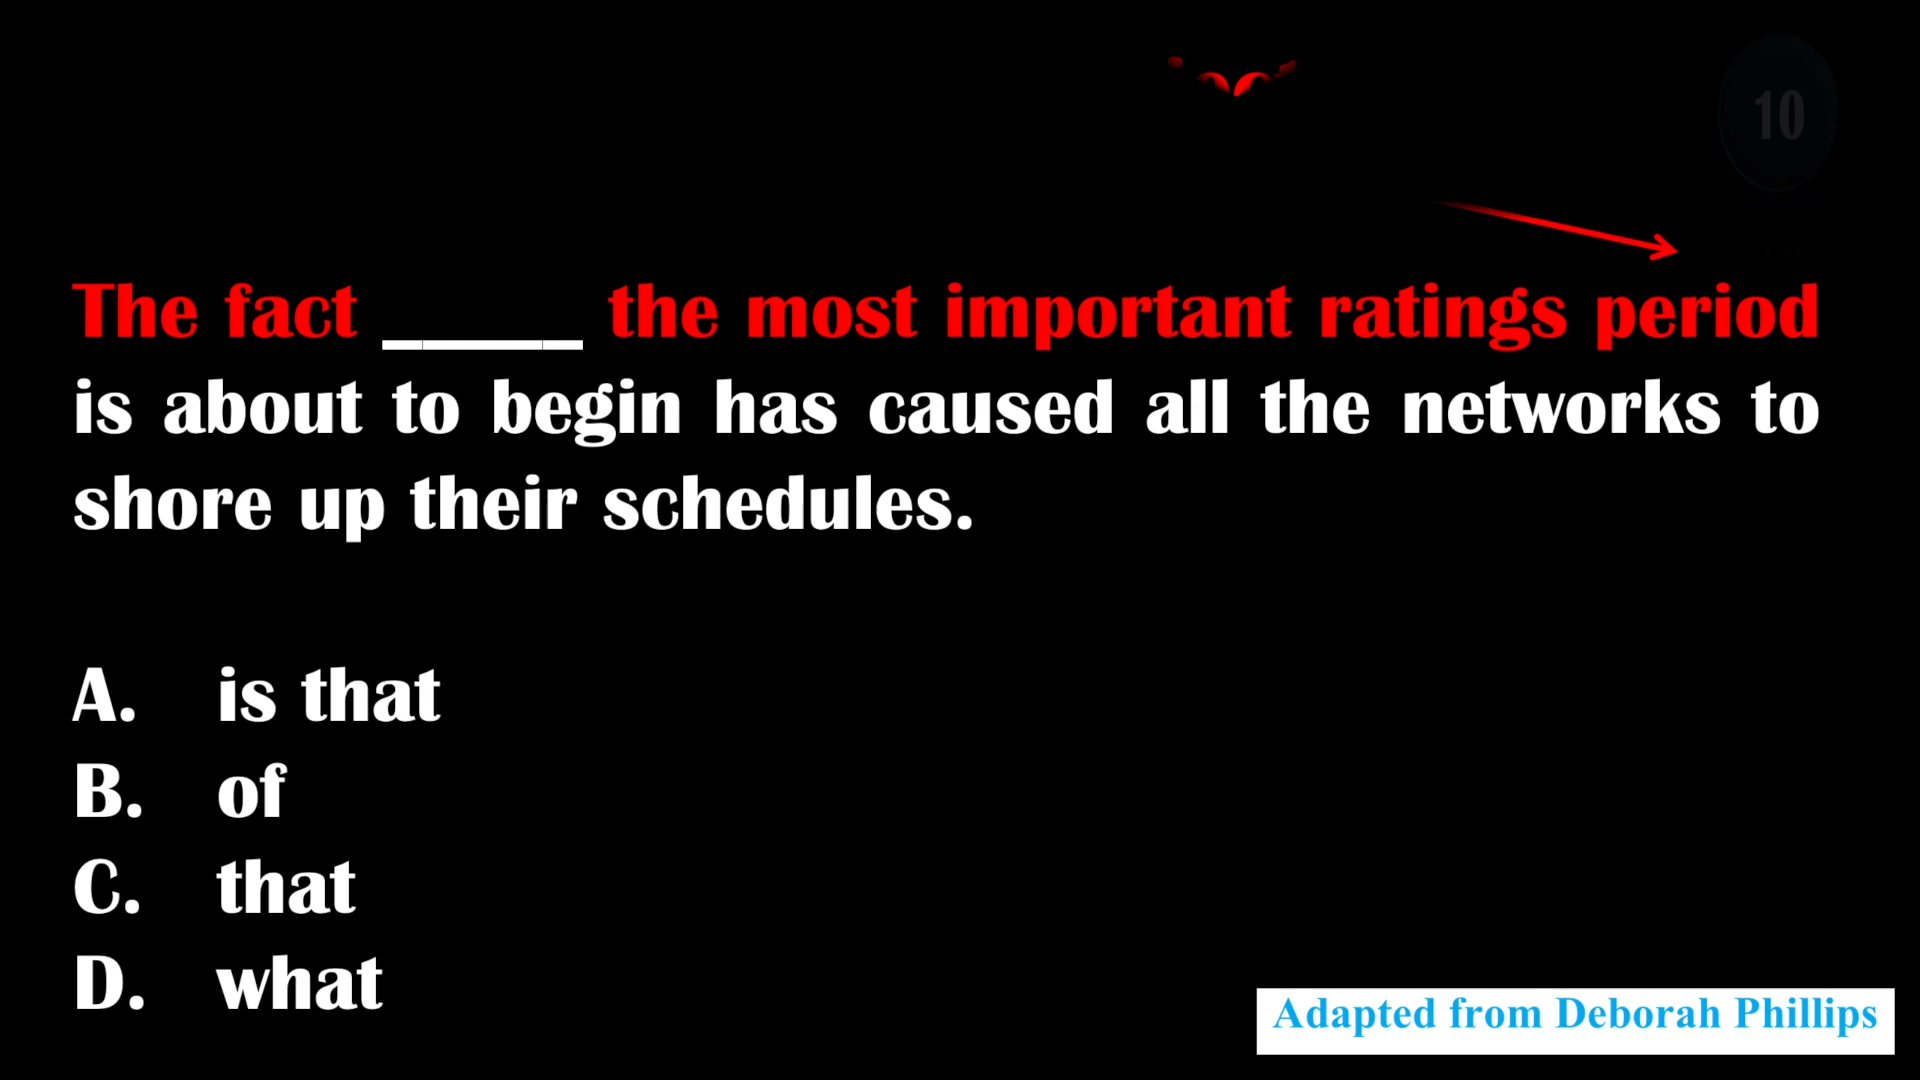 10
The fact _____ the most important ratings period
is about to begin has caused all the networks to
shore up their schedules.
A. is that
B. of
C. that
D. what
Adapted from Deborah Phillips